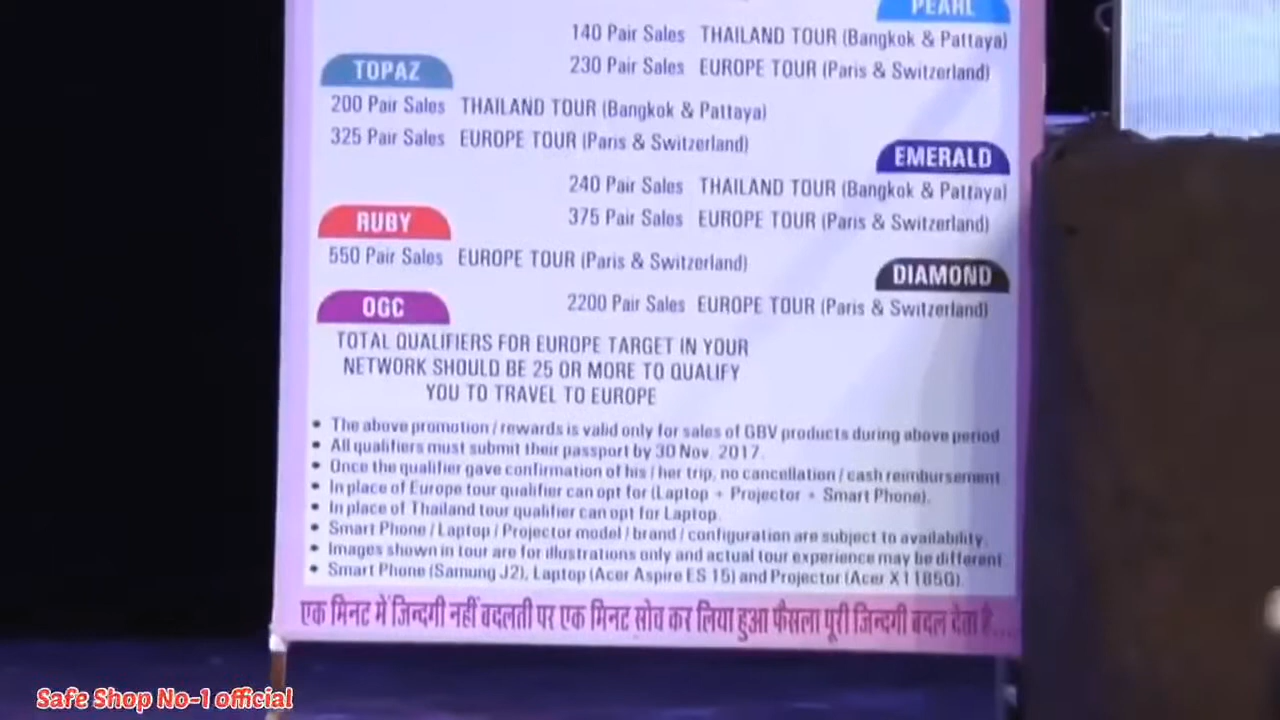 PEARL
140 Pair Sales THAILAND TOUR (Bangkok & Pattaya)
230 Pair Sales EUROPE TOUR (Paris & Switzerland)
TOPAZ
200 Pair Sales THAILAND TOUR (Bangkok & Pattaya)
325 Pair Sales EUROPE TOUR (Paris & Switzerland)
EMERALD
240 Pair Sales THAILAND TOUR (Bangkok & Pattaya)
375 Pair Sales EUROPE TOUR (Paris & Switzerland)
RUBY
550 Pair Sales EUROPE TOUR (Paris & Switzerland)
DIAMOND
2200 Pair Sales EUROPE TOUR (Paris & Switzerland)
OGC
TOTAL QUALIFIERS FOR EUROPE TARGET IN YOUR
NETWORK SHOULD BE 25 OR MORE TO QUALIFY
YOU TO TRAVEL TO EUROPE
• The above promotion / rewards is valid only for sales of GBV products during above period
• All qualifiers must submit their passport by 30 Nov. 2017.
• Once the qualifier gave confirmation of his / her trip, no cancellation / cash reimbursement
• In place of Europe tour qualifier can opt for (Laptop + Projector + Smart Phone).
• In place of Thailand tour qualifier can opt for Laptop.
• Smart Phone / Laptop / Projector model / brand / configuration are subject to availability.
• Images shown in tour are for illustrations only and actual tour experience may be different.
• Smart Phone (Samung J2), Laptop (Acer Aspire ES 15) and Projector (Acer X1185G).
एक मिनट में जिन्दगी नहीं बदलती पर एक मिनट सोच कर लिया हुआ फैसला पूरी जिन्दगी बदल देता है....
Safe Shop No-1 official